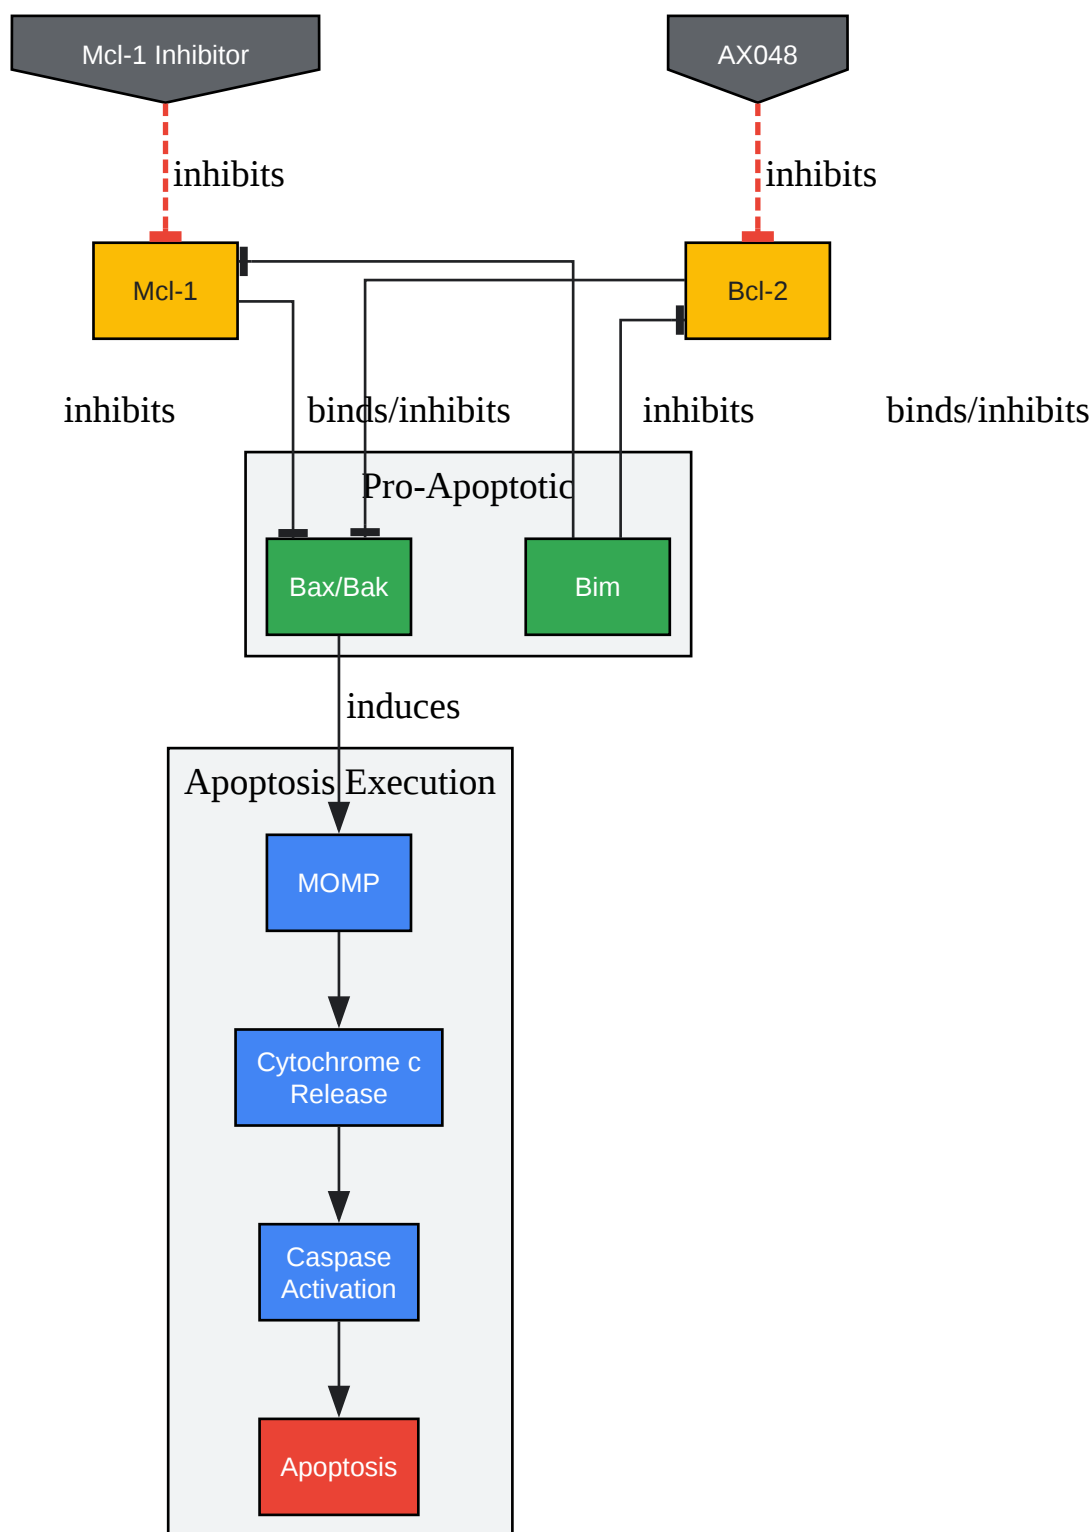 Mcl-1 Inhibitor
AX048
inhibits
inhibits
Mcl-1
Bcl-2
inhibits
binds/inhibits
inhibits
binds/inhibits
Pro-Apoptotic
Bax/Bak
Bim
induces
Apoptosis Execution
MOMP
Cytochrome c
Release
Caspase
Activation
Apoptosis